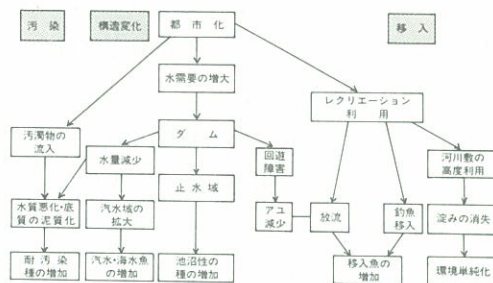 汚染
構造変化
都市化
移入
水需要の増大
レクリエーション
利用
汚濁物の
流入
ダム
水量減少
回遊
障害
河川敷の
高度利用
止水域
水質悪化・底
質の泥質化
汽水域の
拡大
アユ
減少
放流
釣魚
移入
淀みの消失
耐汚染
種の増加
汽水・海水魚
の増加
池沼性の
種の増加
移入魚の
増加
環境単純化